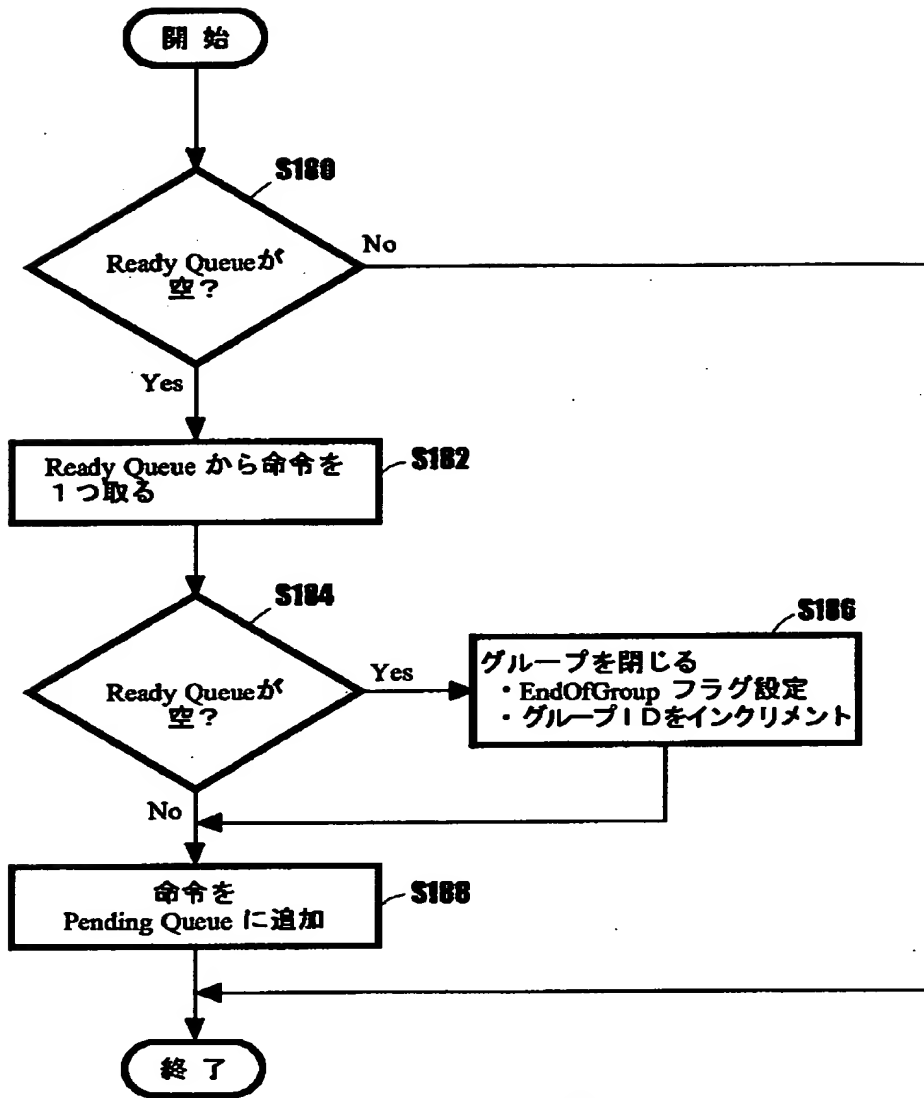 開始
S180
Ready Queueが
空？
No
Yes
Ready Queue から命令を
１つ取る
S182
S184
Ready Queueが
空？
Yes
No
S186
グループを閉じる
・EndOfGroup フラグ設定
・グループＩＤをインクリメント
命令を
Pending Queue に追加
S188
終了